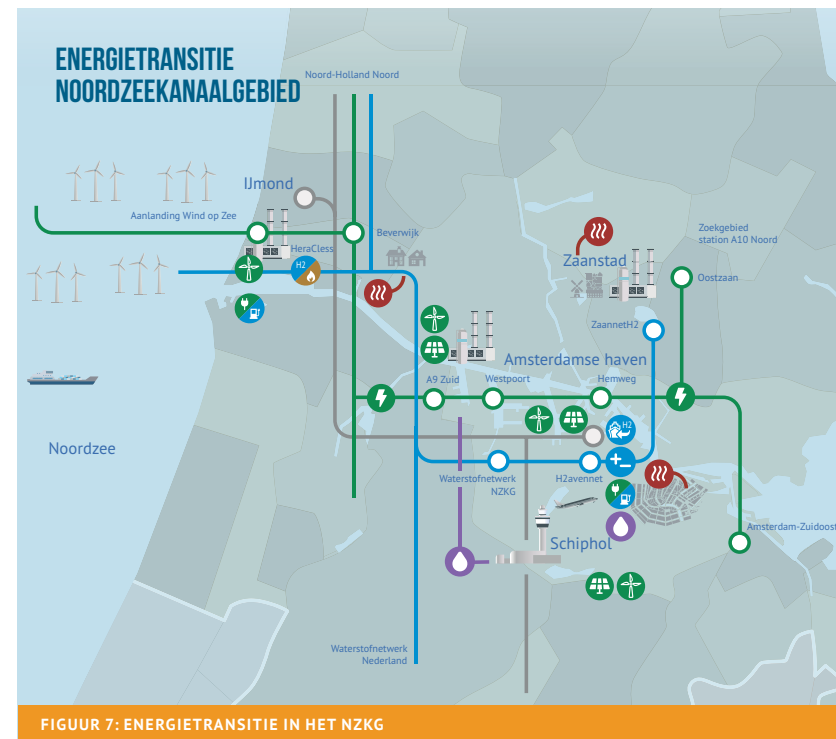 ENERGIETRANSITIE
NOORDZEEKANAALGEBIED
Noord-Holland Noord
IJmond
Aanlanding Wind op Zee
Beverwijk
HeraCless
H2
Zoekgebied
station A10 Noord
Zaanstad
Oostzaan
ZaannetH2
Amsterdamse haven
A9 Zuid
Westpoort
Hemweg
H2
Noordzee
Waterstofnetwerk
NZKG
H2avennet
Schiphol
Amsterdam-Zuidoost
Waterstofnetwerk
Nederland
FIGUUR 7: ENERGIETRANSITIE IN HET NZKG